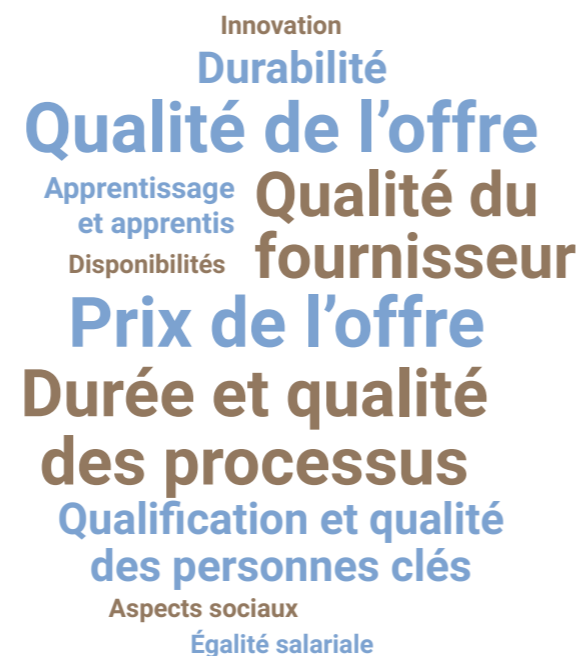 Innovation
Durabilité
Qualité de l’offre
Apprentissage
et apprentis
Disponibilités
Qualité du
fournisseur
Prix de l’offre
Durée et qualité
des processus
Qualification et qualité
des personnes clés
Aspects sociaux
Égalité salariale